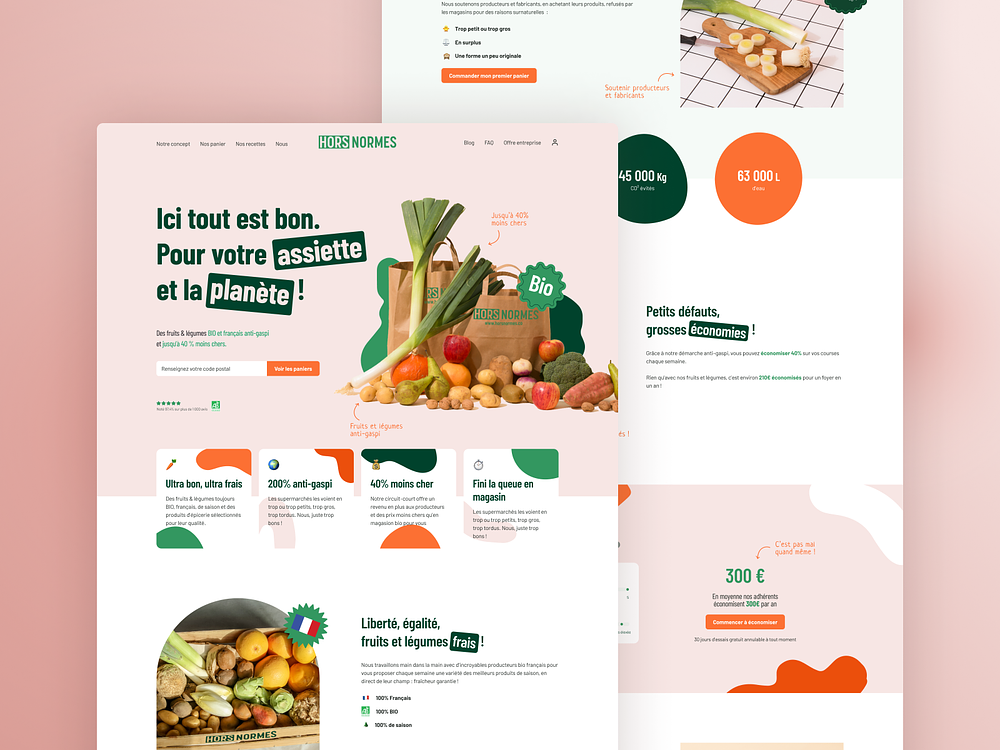 Nous soutenons producteurs et fabricants, en achetant leurs produits, refusés par
les magasins pour des raisons surnaturelles :
Trop petit ou trop gros
En surplus
Une forme un peu originale
Commander mon premier panier
Soutenir producteurs
et fabricants
45 000 Kg
CO² évités
63 000 L
d'eau
Petits défauts,
grosses économies !
Grâce à notre démarche anti-gaspi, vous pouvez économiser 40% sur vos courses
chaque semaine.
Rien qu'avec nos fruits et légumes, c'est environ 210€ économisés pour un foyer en
un an !
és !
C'est pas mal
quand même !
300 €
En moyenne nos adhérents
économisent 300€ par an
Commencer à économiser
30 jours d'essais gratuit annulable à tout moment
Notre concept
Nos panier
Nos recettes
Nous
HORS NORMES
Blog
FAQ
Offre entreprise
Ici tout est bon.
Pour votre assiette
et la planète !
Des fruits & légumes BIO et français anti-gaspi
et jusqu'à 40 % moins chers.
Renseignez votre code postal
Voir les paniers
AB
Jusqu'à 40%
moins chers
Bio
HORS NORMES
Fruits et légumes
anti-gaspi
Ultra bon, ultra frais
Des fruits & légumes toujours
BIO, français, de saison et des
produits d'épicerie sélectionnés
pour leur qualité.
200% anti-gaspi
Les supermarchés les voient en
trop ou trop petits, trop gros,
trop tordus. Nous, juste trop
bons !
40% moins cher
Notre circuit-court offre un
revenu en plus aux producteurs
et des prix moins chers qu'en
magasion bio pour vous
Fini la queue en
magasin
Les supermarchés les voient en
trop ou trop petits, trop gros,
trop tordus. Nous, juste trop
bons !
Liberté, égalité,
fruits et légumes frais !
Nous travaillons main dans la main avec d'incroyables producteurs bio français pour
vous proposer chaque semaine une variété des meilleurs produits de saison, en
direct de leur champ : fraîcheur garantie !
100% Français
100% BIO
100% de saison
HORS NORMES